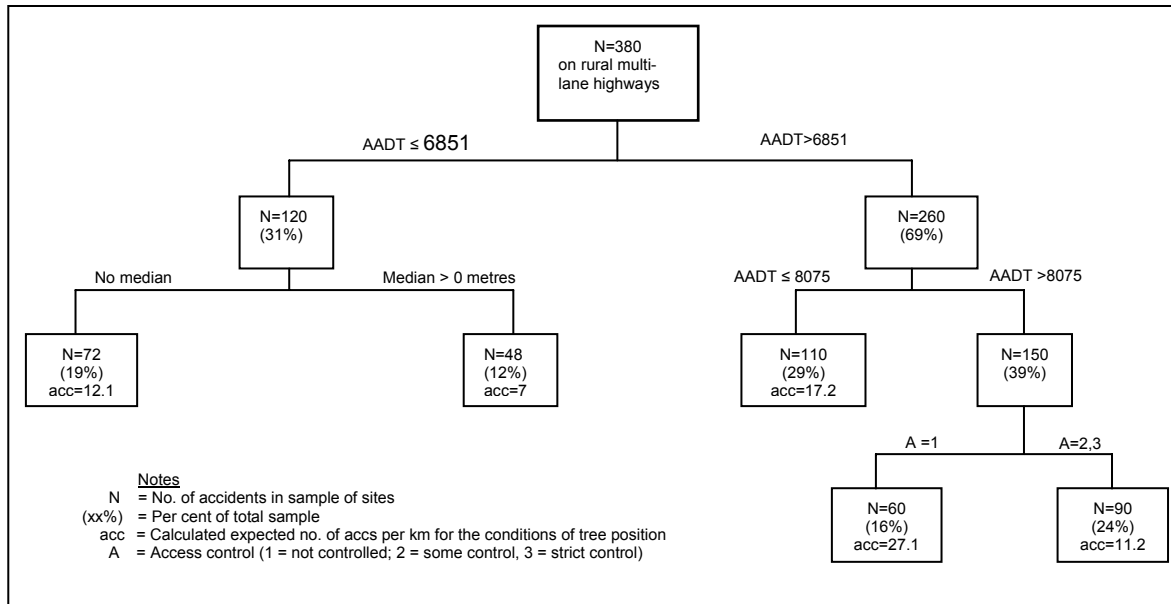 N=380
on rural multi-
lane highways
AADT ≤ 6851
AADT>6851
N=120
(31%)
N=260
(69%)
No median
Median > 0 metres
AADT ≤ 8075
AADT >8075
N=72
(19%)
acc=12.1
N=48
(12%)
acc=7
N=110
(29%)
acc=17.2
N=150
(39%)
A =1
A=2,3
N=60
(16%)
acc=27.1
N=90
(24%)
acc=11.2
Notes
N = No. of accidents in sample of sites
(xx%) = Per cent of total sample
acc = Calculated expected no. of accs per km for the conditions of tree position
A = Access control (1 = not controlled; 2 = some control, 3 = strict control)